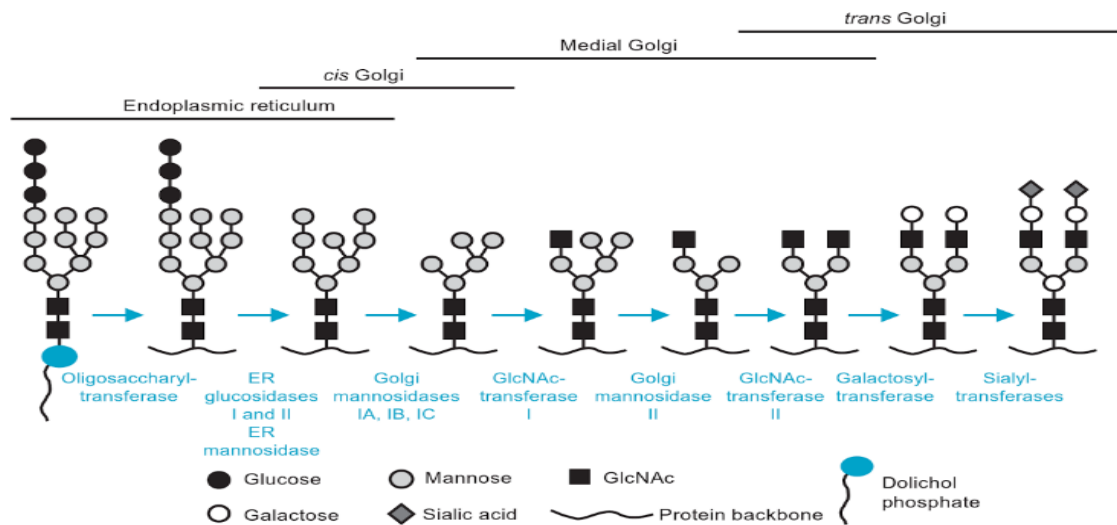 trans Golgi
Medial Golgi
cis Golgi
Endoplasmic reticulum
Oligosaccharyl-
transferase
ER
glucosidases
I and II
ER
mannosidase
Golgi
mannosidases
IA, IB, IC
GlcNAc-
transferase
I
Golgi
mannosidase
II
GlcNAc-
transferase
II
Galactosyl-
transferase
Sialyl-
transferases
Glucose
Mannose
GlcNAc
Dolichol
phosphate
Galactose
Sialic acid
Protein backbone